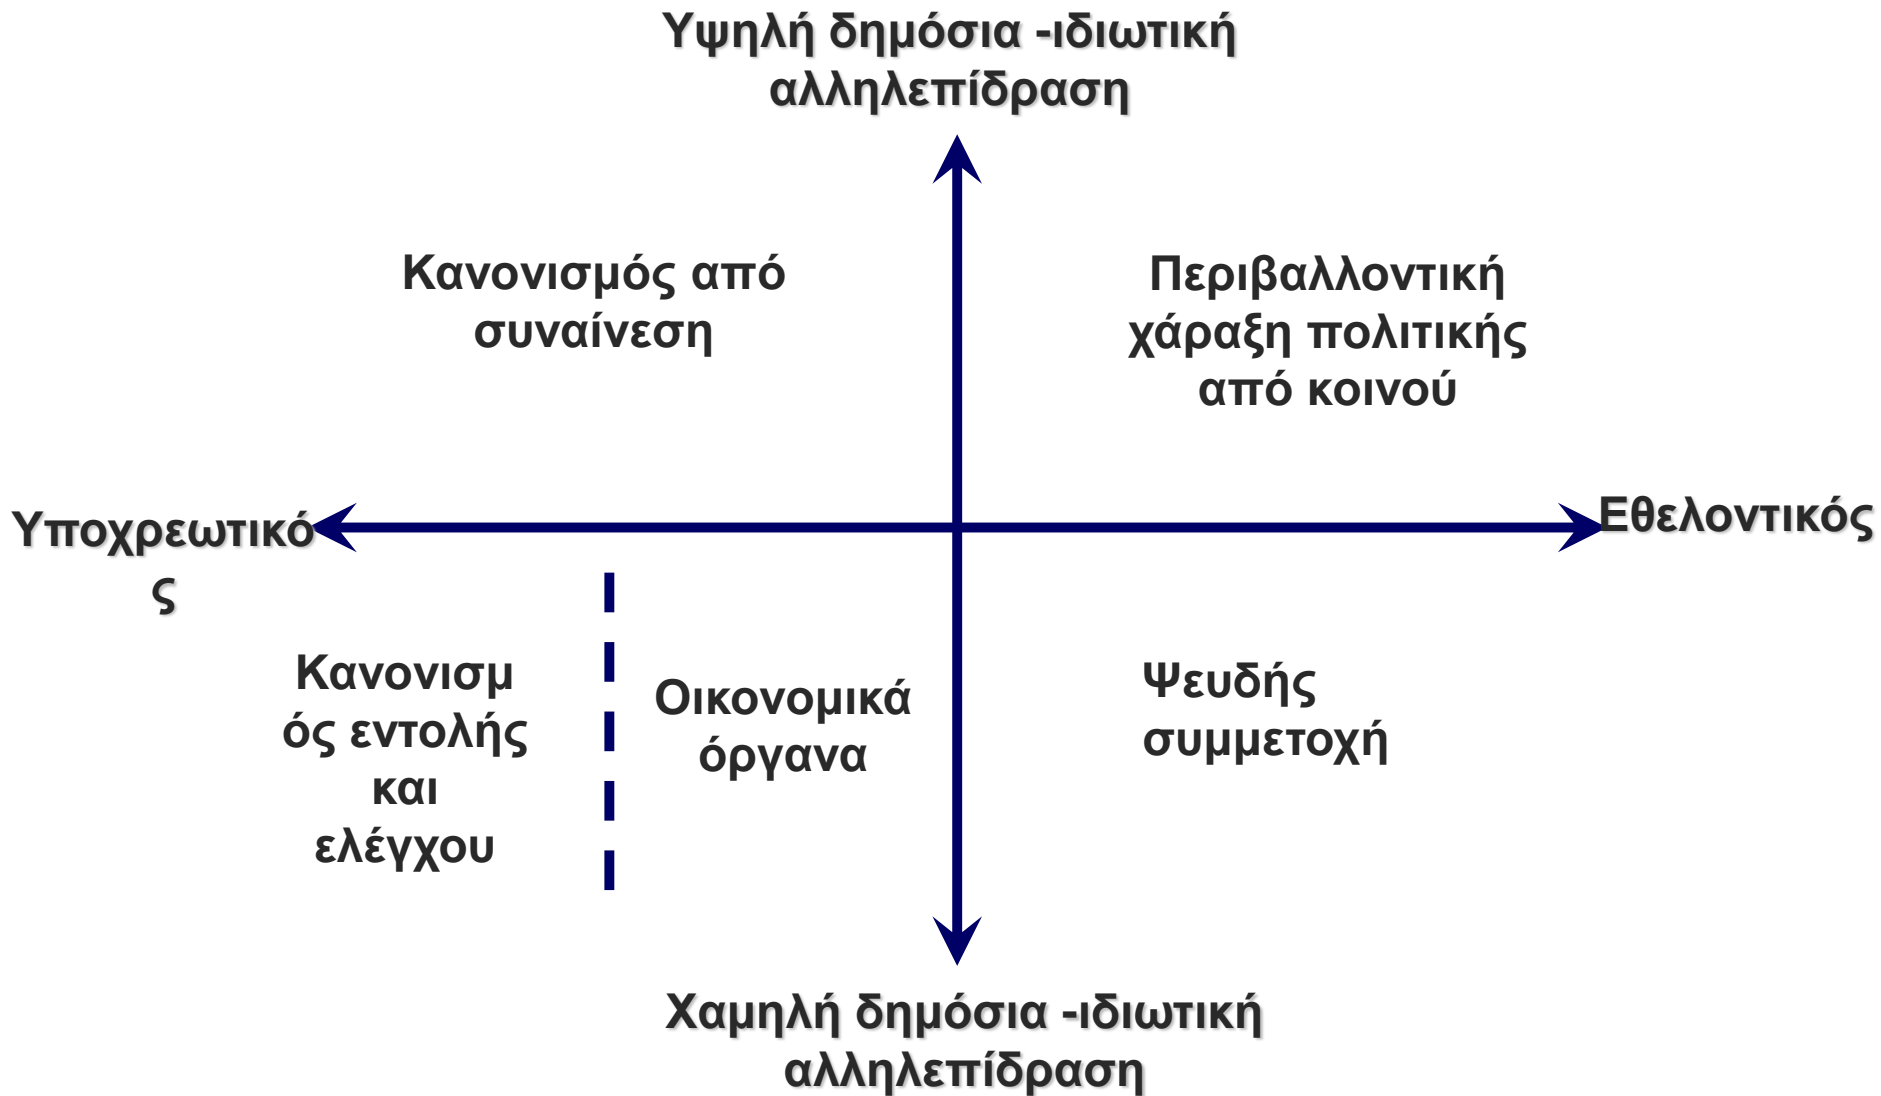 Υψηλή δημόσια -ιδιωτική
αλληλεπίδραση
Κανονισμός από
συναίνεση
Περιβαλλοντική
χάραξη πολιτικής
από κοινού
Υποχρεωτικό
ς
Εθελοντικός
Κανονισμ
ός εντολής
και
ελέγχου
Οικονομικά
όργανα
Ψευδής
συμμετοχή
Χαμηλή δημόσια -ιδιωτική
αλληλεπίδραση